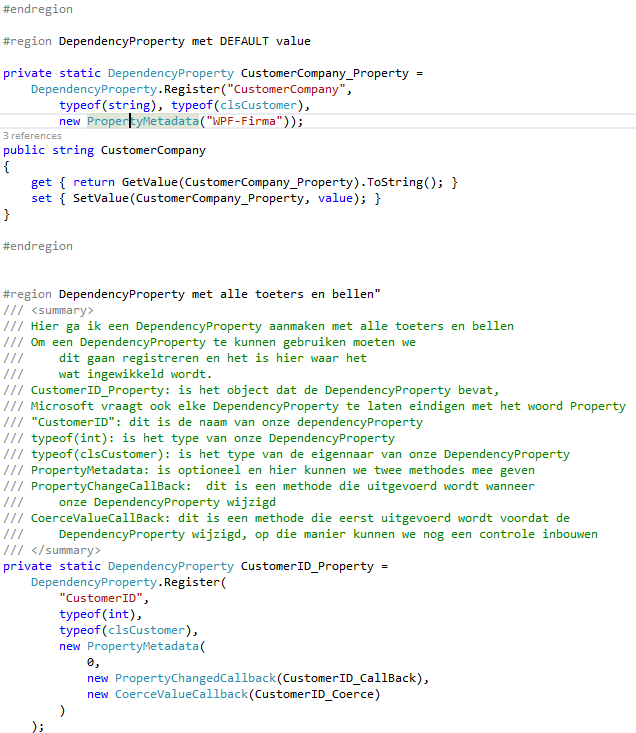 #endregion
#region DependencyProperty met DEFAULT value
private static DependencyProperty CustomerCompany_Property =
    DependencyProperty.Register("CustomerCompany",
        typeof(string), typeof(clsCustomer),
        new PropertyMetadata("WPF-Firma"));
3 references
public string CustomerCompany
{
    get { return GetValue(CustomerCompany_Property).ToString(); }
    set { SetValue(CustomerCompany_Property, value); }
}
#endregion
#region DependencyProperty met alle toeters en bellen"
/// <summary>
/// Hier ga ik een DependencyProperty aanmaken met alle toeters en bellen
/// Om een DependencyProperty te kunnen gebruiken moeten we
///     dit gaan registreren en het is hier waar het
///     wat ingewikkeld wordt.
/// CustomerID_Property: is het object dat de DependencyProperty bevat,
/// Microsoft vraagt ook elke DependencyProperty te laten eindigen met het woord Property
/// "CustomerID": dit is de naam van onze dependencyProperty
/// typeof(int): is het type van onze DependencyProperty
/// typeof(clsCustomer): is het type van de eigennaar van onze DependencyProperty
/// PropertyMetadata: is optioneel en hier kunnen we twee methodes mee geven
/// PropertyChangeCallBack:  dit is een methode die uitgevoerd wordt wanneer
///     onze DependencyProperty wijzigd
/// CoerceValueCallBack: dit is een methode die eerst uitgevoerd wordt voordat de
///     DependencyProperty wijzigd, op die manier kunnen we nog een controle inbouwen
/// </summary>
private static DependencyProperty CustomerID_Property =
    DependencyProperty.Register(
        "CustomerID",
        typeof(int),
        typeof(clsCustomer),
        new PropertyMetadata(
            0,
            new PropertyChangedCallback(CustomerID_CallBack),
            new CoerceValueCallback(CustomerID_Coerce)
        )
    );